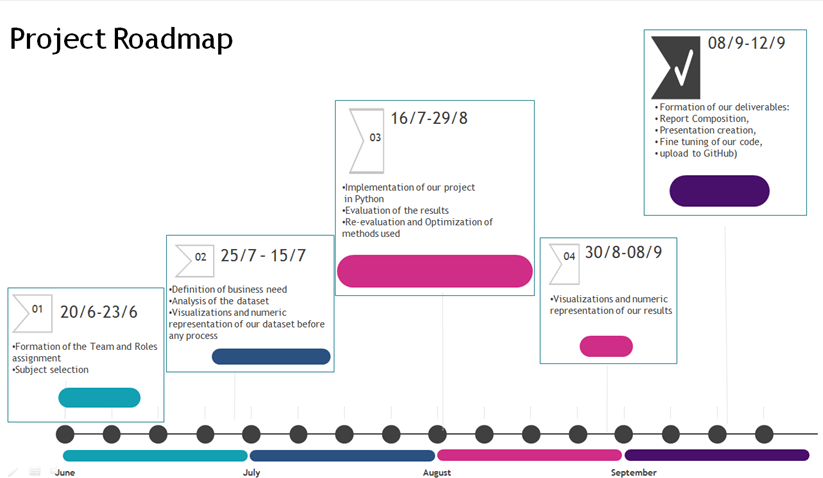 Project Roadmap
01
20/6-23/6
•Formation of the Team and Roles
assignment
•Subject selection
02
25/7 - 15/7
•Definition of business need
•Analysis of the dataset
•Visualizations and numeric
representation of our dataset before
any process
03
16/7-29/8
•Implementation of our project
in Python
•Evaluation of the results
•Re-evaluation and Optimization of
methods used
04
30/8-08/9
•Visualizations and numeric
representation of our results
08/9-12/9
• Formation of our deliverables:
• Report Composition,
• Presentation creation,
• Fine tuning of our code,
• upload to GitHub)
June
July
August
September